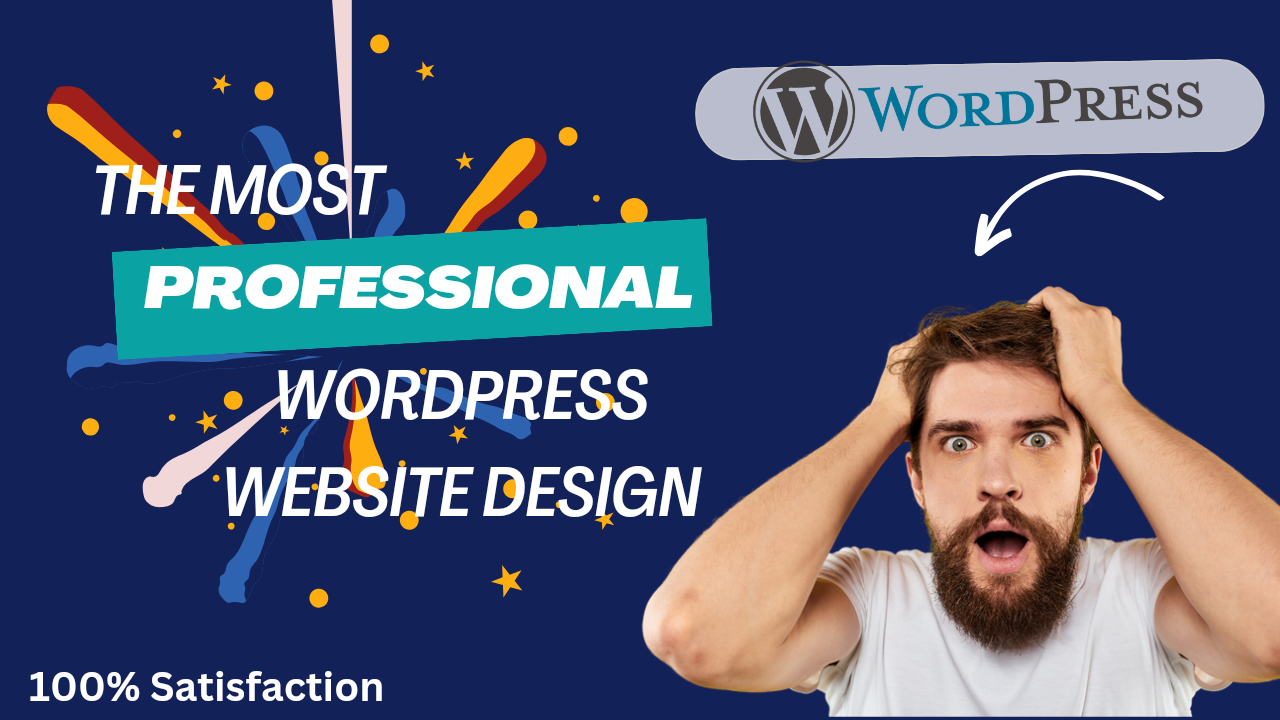 THE MOST
PROFESSIONAL
WORDPRESS
WEBSITE DESIGN
WORDPRESS
100% Satisfaction